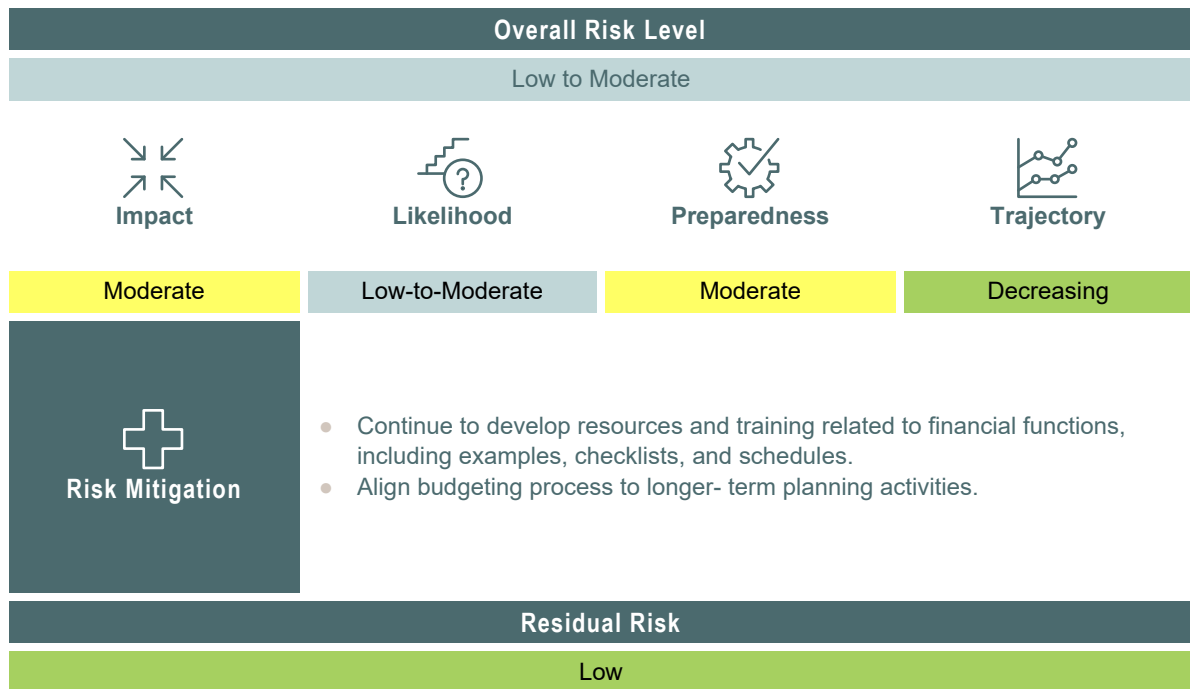 Overall Risk Level
Low to Moderate
Impact
Likelihood
Preparedness
Trajectory
Moderate
Low-to-Moderate
Moderate
Decreasing
Risk Mitigation
● Continue to develop resources and training related to financial functions,
including examples, checklists, and schedules.
● Align budgeting process to longer- term planning activities.
Residual Risk
Low